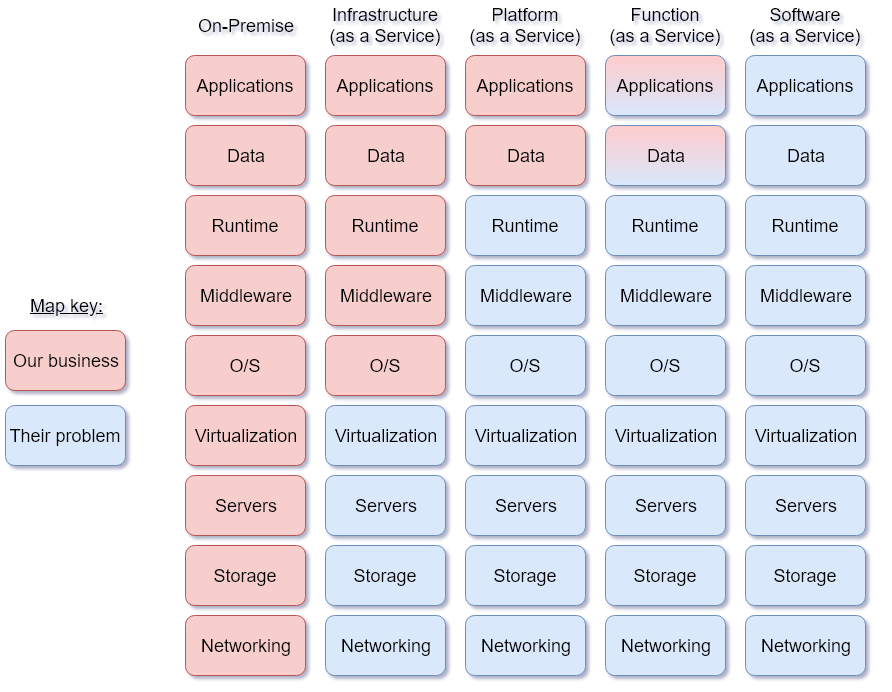 On-Premise
Infrastructure
(as a Service)
Platform
(as a Service)
Function
(as a Service)
Software
(as a Service)
Applications Applications Applications Applications Applications
Data Data Data Data Data
Runtime Runtime Runtime Runtime Runtime
Middleware Middleware Middleware Middleware Middleware
Map key:
Our business
O/S O/S O/S O/S O/S
Their problem
Virtualization Virtualization Virtualization Virtualization Virtualization
Servers Servers Servers Servers Servers
Storage Storage Storage Storage Storage
Networking Networking Networking Networking Networking